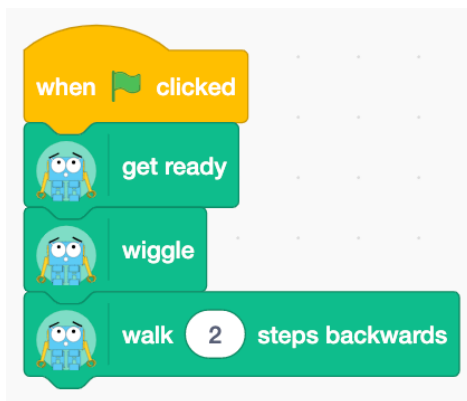 when clicked
get ready
wiggle
walk 2 steps backwards